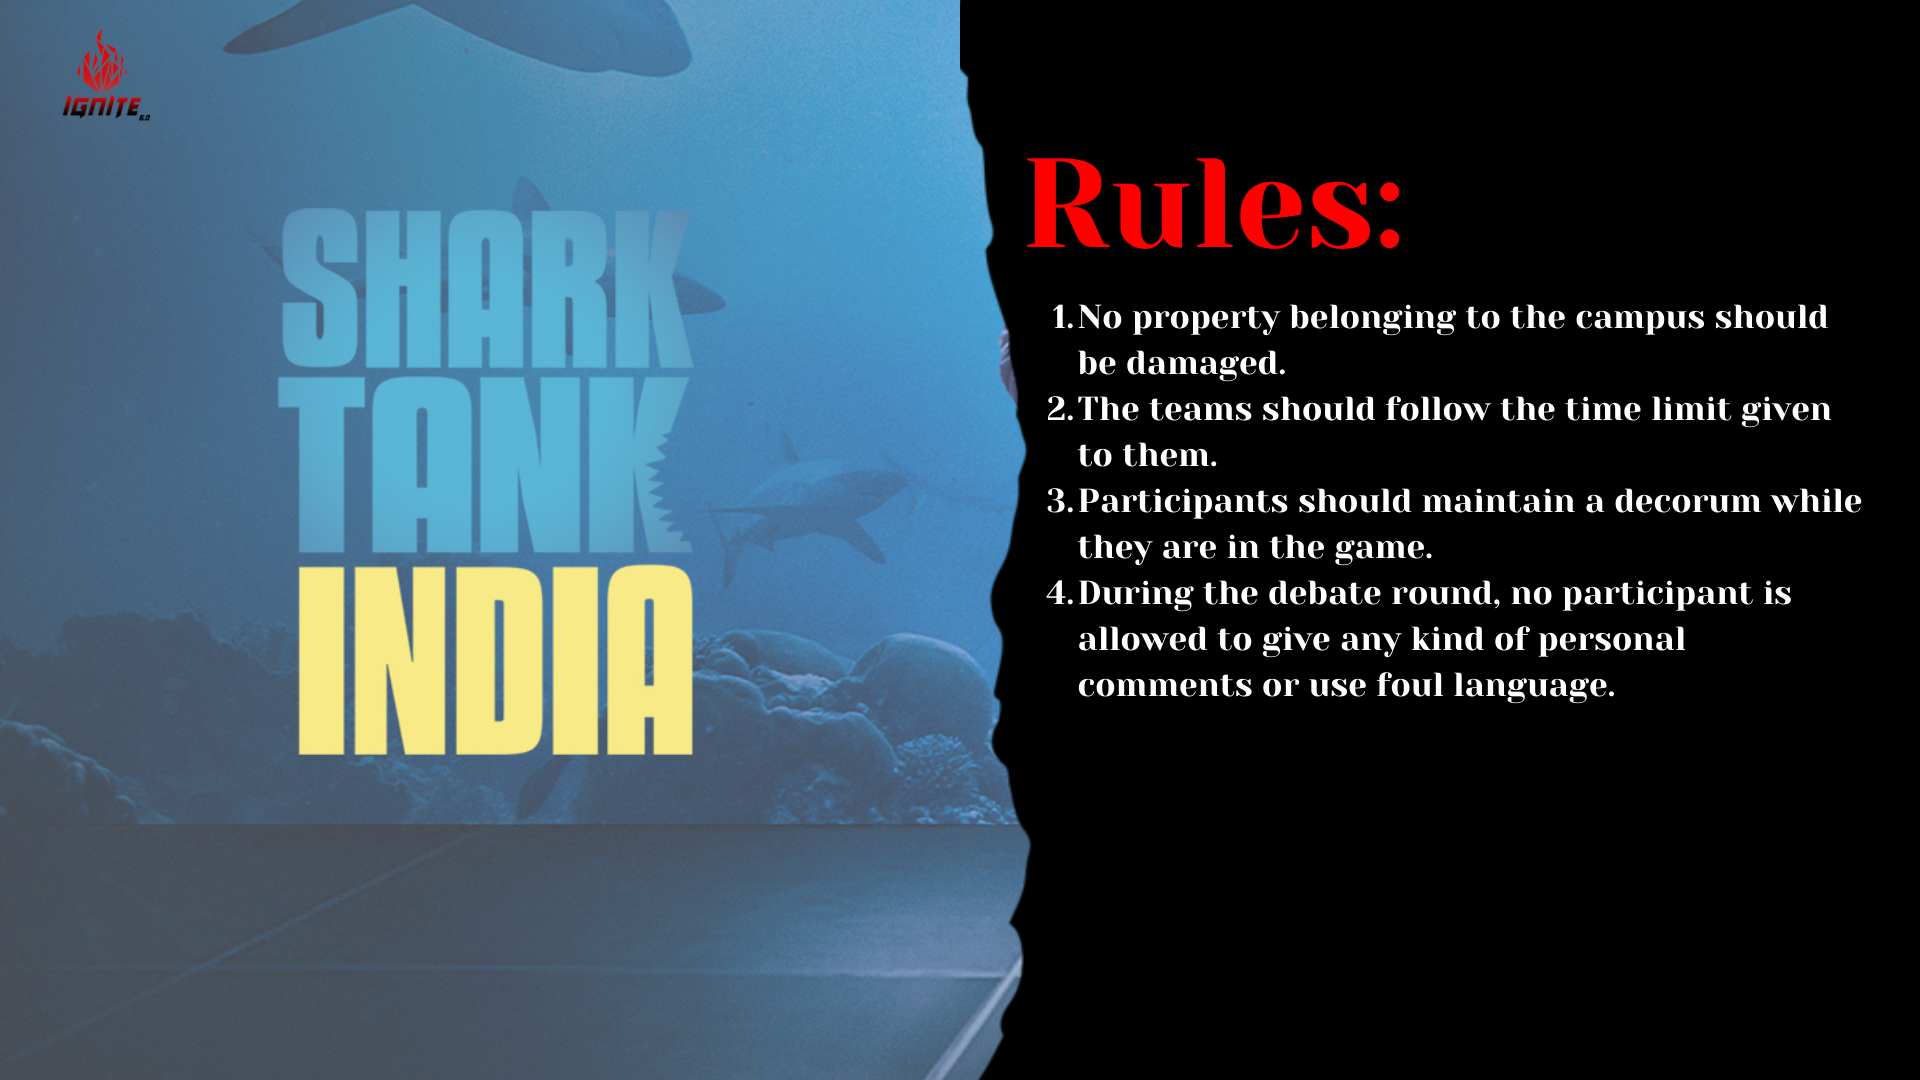 IGNITE
6.0
SHARK
TANK
INDIA
Rules:
1. No property belonging to the campus should
be damaged.
2. The teams should follow the time limit given
to them.
3. Participants should maintain a decorum while
they are in the game.
4. During the debate round, no participant is
allowed to give any kind of personal
comments or use foul language.